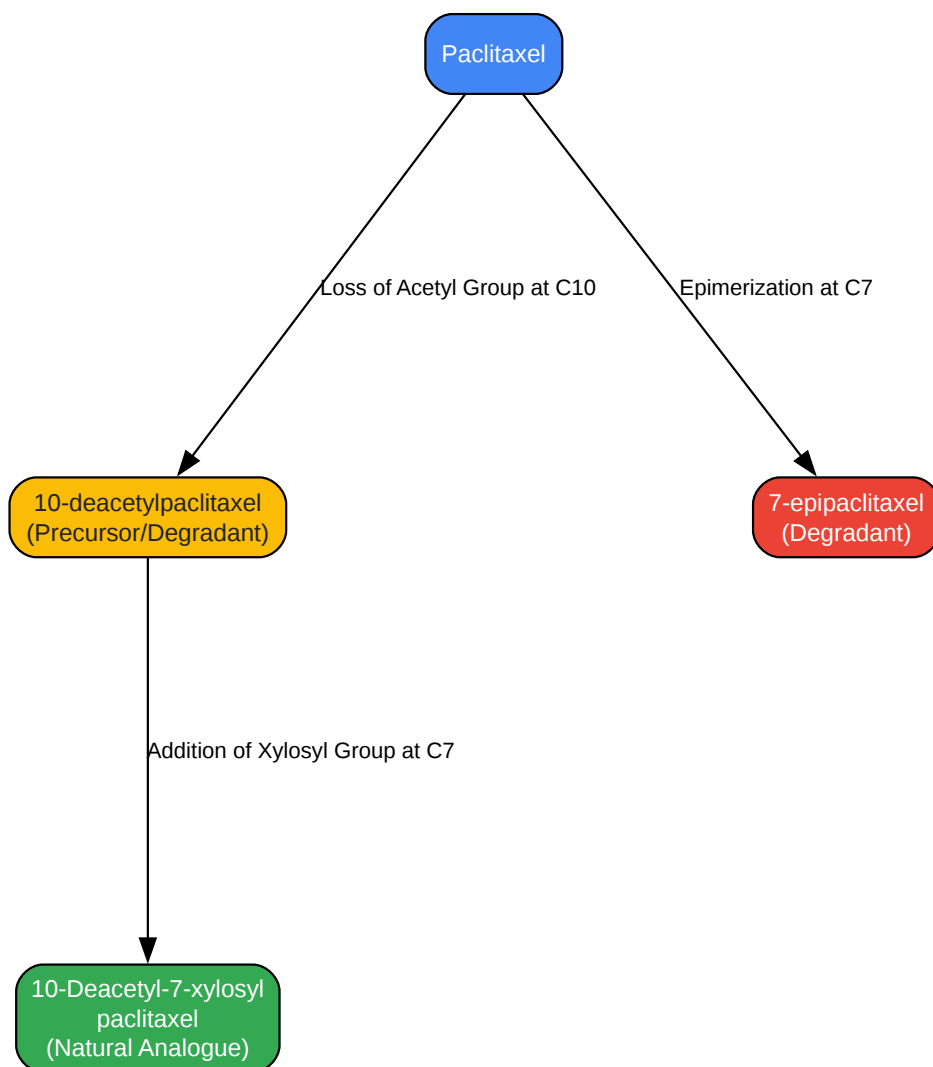 Paclitaxel
Loss of Acetyl Group at C10
Epimerization at C7
10-deacetylpaclitaxel
(Precursor/Degradant)
7-epipaclitaxel
(Degradant)
Addition of Xylosyl Group at C7
10-Deacetyl-7-xylosyl
paclitaxel
(Natural Analogue)